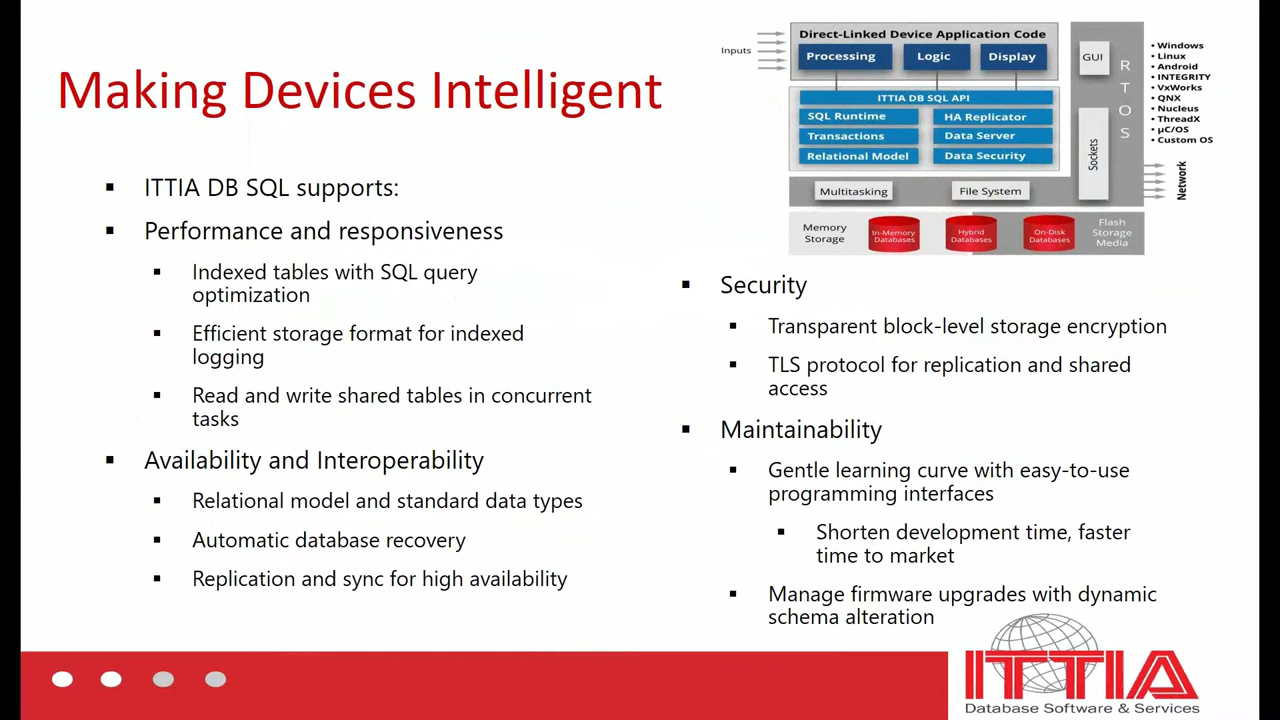 Making Devices Intelligent
ITTIA DB SQL supports:
Performance and responsiveness
Indexed tables with SQL query
optimization
Efficient storage format for indexed
logging
Read and write shared tables in concurrent
tasks
Availability and Interoperability
Relational model and standard data types
Automatic database recovery
Replication and sync for high availability
Inputs
Direct-Linked Device Application Code
Processing
Logic
Display
ITTIA DB SQL API
SQL Runtime
HA Replicator
Transactions
Data Server
Relational Model
Data Security
Multitasking
File System
GUI
Sockets
RTOS
• Windows
• Linux
• Android
• INTEGRITY
• VxWorks
• QNX
• Nucleus
• ThreadX
• µC/OS
• Custom OS
Network
Memory
Storage
In-Memory
Databases
Hybrid
Databases
On-Disk
Databases
Flash
Storage
Media
Security
Transparent block-level storage encryption
TLS protocol for replication and shared
access
Maintainability
Gentle learning curve with easy-to-use
programming interfaces
Shorten development time, faster
time to market
Manage firmware upgrades with dynamic
schema alteration
ITTIA
Database Software & Services